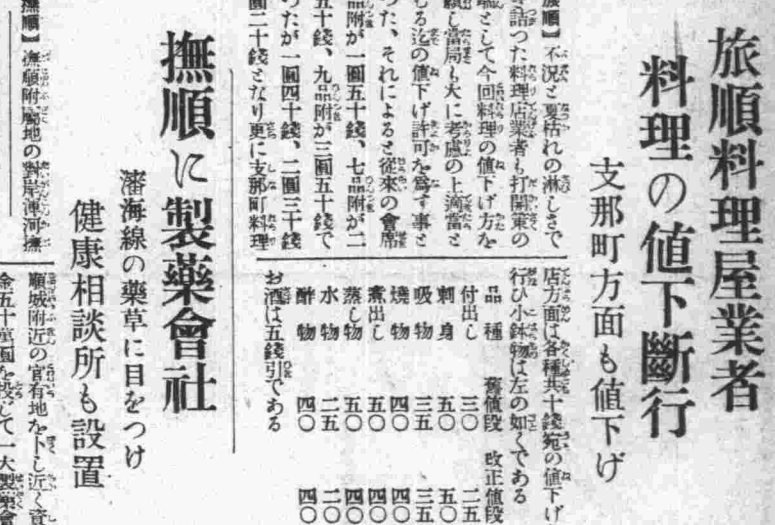 旅順料理屋業者
料理の値下斷行
支那町方面も値下げ
順】不況と夏枯れの淋しさで
詰つた料理店業者も打開策の
端として今回料理の値下げ方を
願し當局も大に考慮の上適當と
むる迄の値下げ許可を爲す事と
つた、それによると從來の會席
品附が一圓五十錢、七品附が二
五十錢、九品附が三圓五十錢で
つたが一圓四十錢、二圓三十錢
圓二十錢となり更に支那町料理
店方面は各種共十錢宛の値下げ
行ひ小鉢物は左の如くである
品種 舊値段 改正値段
付出し 三〇 二五
刺身 五〇 五〇
吸物 三五 三五
燒物 四〇 四〇
煮出し 五〇 四〇
蒸し物 五〇 四〇
水物 二五 二〇
酢物 四〇 四〇
お酒は五錢引である
撫順に製藥會社
瀋海線の藥草に目をつけ
健康相談所も設置
撫順】撫順附屬地の對岸渾河撫
順城附近の官有地を卜し近く資
金五十萬圓を投じて一大製藥會